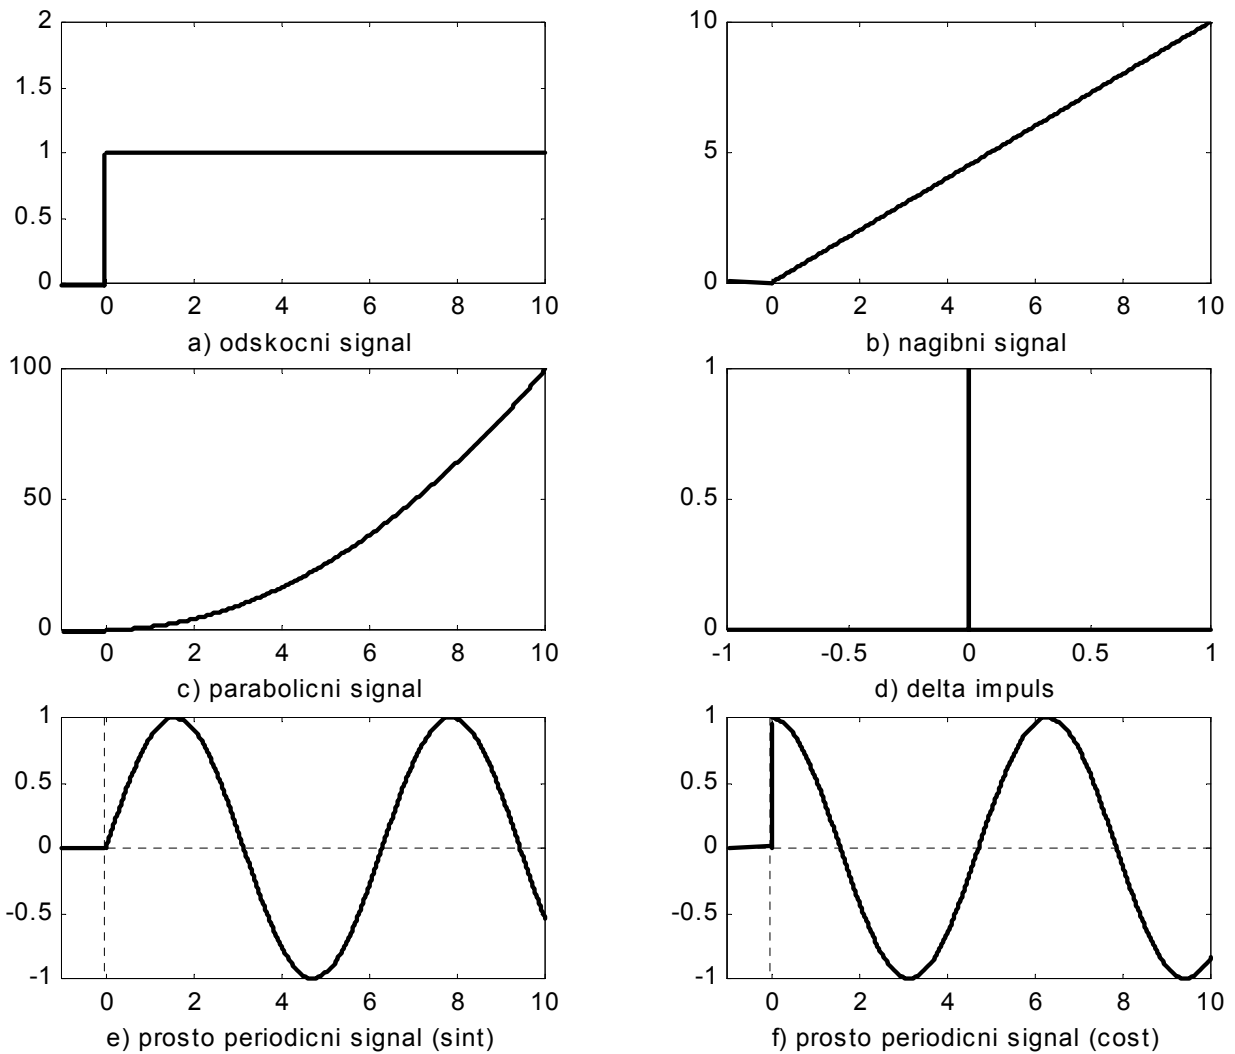 2
1.5
1
0.5
0
0 2 4 6 8 10
a) odskocni signal
10
5
0
0 2 4 6 8 10
b) nagibni signal
100
50
0
0 2 4 6 8 10
c) parabolicni signal
1
0.5
0
-1 -0.5 0 0.5 1
d) delta impuls
1
0.5
0
-0.5
-1
0 2 4 6 8 10
e) prosto periodicni signal (sint)
1
0.5
0
-0.5
-1
0 2 4 6 8 10
f) prosto periodicni signal (cost)